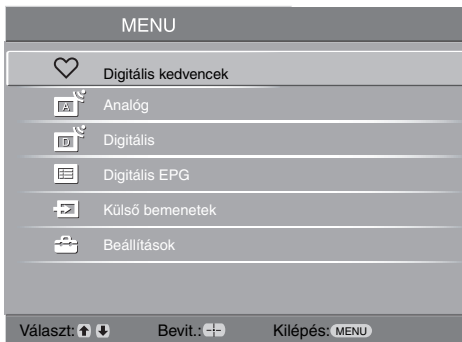 MENU
Digitális kedvencek
A Analóg
D Digitális
Digitális EPG
Külső bemenetek
Beállítások
Választ: Bevit.: Kilépés: MENU